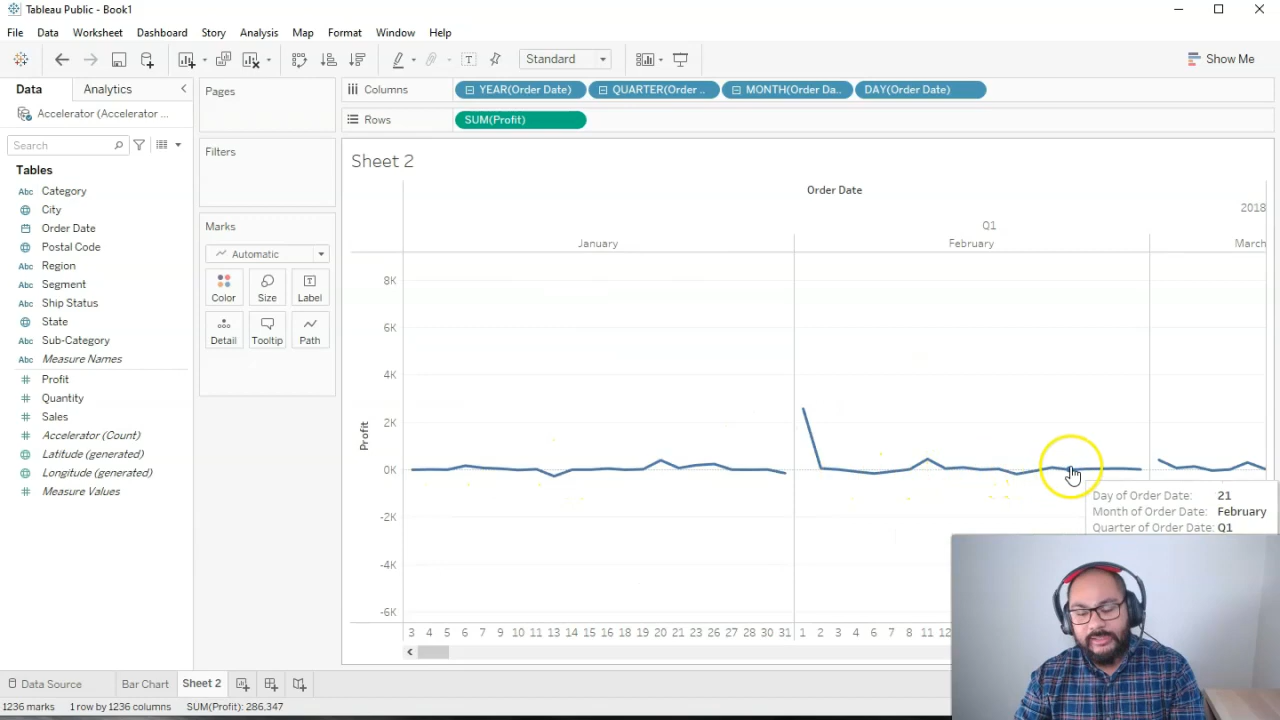 Tableau Public - Book1
File Data Worksheet Dashboard Story Analysis Map Format Window Help
Standard
Show Me
Data Analytics
Accelerator (Accelerator ...
Search
Tables
Abc Category
City
Order Date
Postal Code
Abc Region
Abc Segment
Abc Ship Status
State
Abc Sub-Category
Abc Measure Names
Profit
Quantity
Sales
Accelerator (Count)
Latitude (generated)
Longitude (generated)
Measure Values
Pages
Filters
Marks
Automatic
Color Size Label
Detail Tooltip Path
Columns YEAR(Order Date) QUARTER(Order .. MONTH(Order Da.. DAY(Order Date)
Rows SUM(Profit)
Sheet 2
Order Date
2018
Q1
January February March
Profit
8K
6K
4K
2K
0K
-2K
-4K
-6K
3 4 5 6 7 9 10 11 13 14 15 16 18 19 20 21 23 26 27 28 30 31 1 2 3 4 6 7 8 11 12
Day of Order Date: 21
Month of Order Date: February
Quarter of Order Date: Q1
Data Source Bar Chart Sheet 2
1236 marks 1 row by 1236 columns SUM(Profit): 286.347